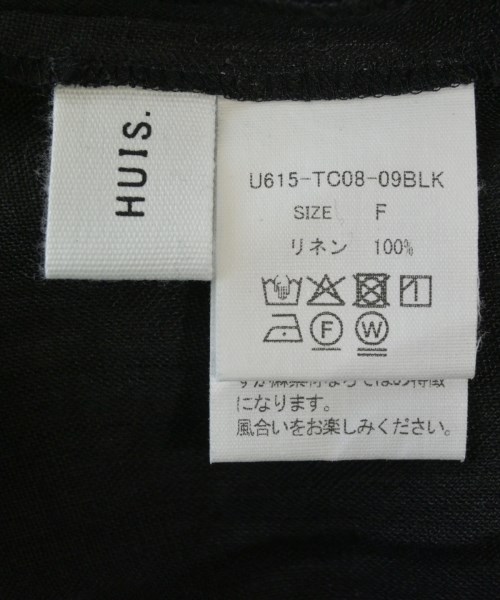 HUIS.
U615-TC08-09BLK
SIZE F
リネン 100%
F W
になります。
風合いをお楽しみください。